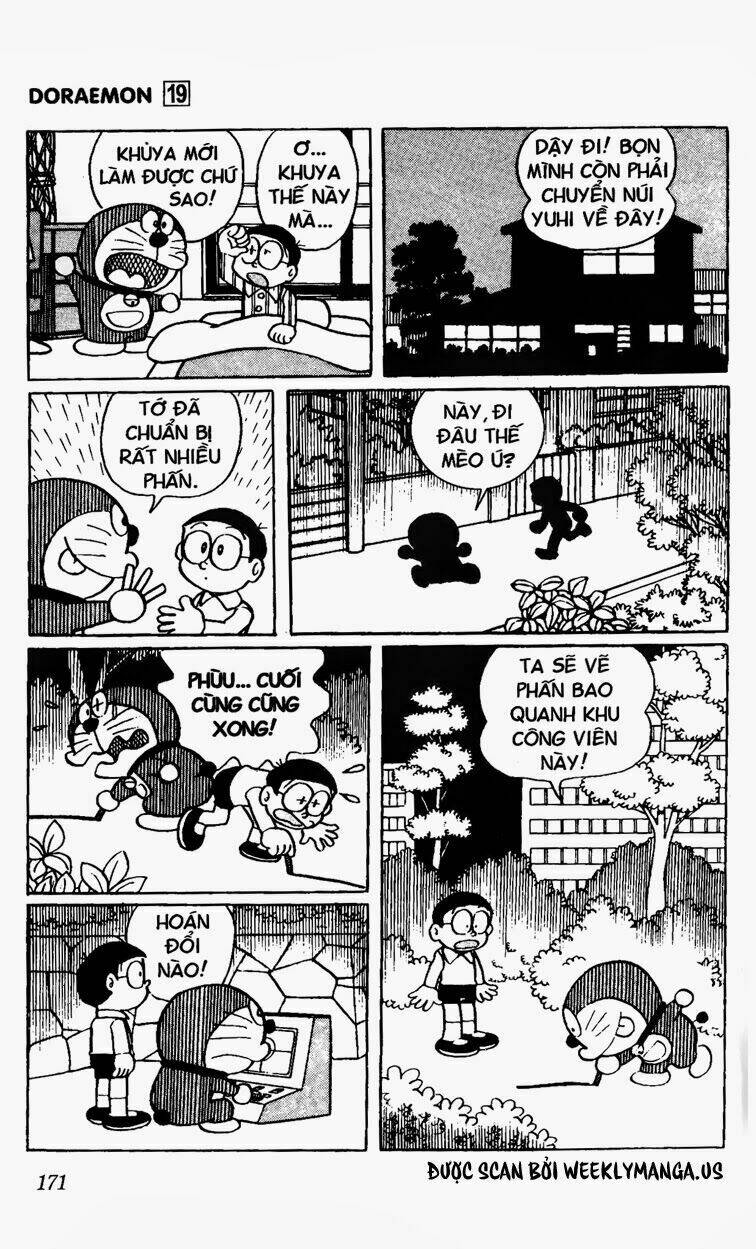 DORAEMON 19
DẬY ĐI! BỌN
MÌNH CÒN PHẢI
CHUYỂN NÚI
YUHI VỀ ĐÂY!
Ơ...
KHUYA
THẾ NÀY
MÀ...
KHỦYA MỚI
LÀM ĐƯỢC CHỨ
SAO!
NÀY, ĐI
ĐÂU THẾ
MÈO Ú?
TỚ ĐÃ
CHUẨN BỊ
RẤT NHIỀU
PHẤN.
TA SẼ VẼ
PHẤN BAO
QUANH KHU
CÔNG VIÊN
NÀY!
PHÙU... CUỐI
CÙNG CŨNG
XONG!
HOÁN
ĐỔI
NÀO!
171
ĐƯỢC SCAN BỞI WEEKLYMANGA.US